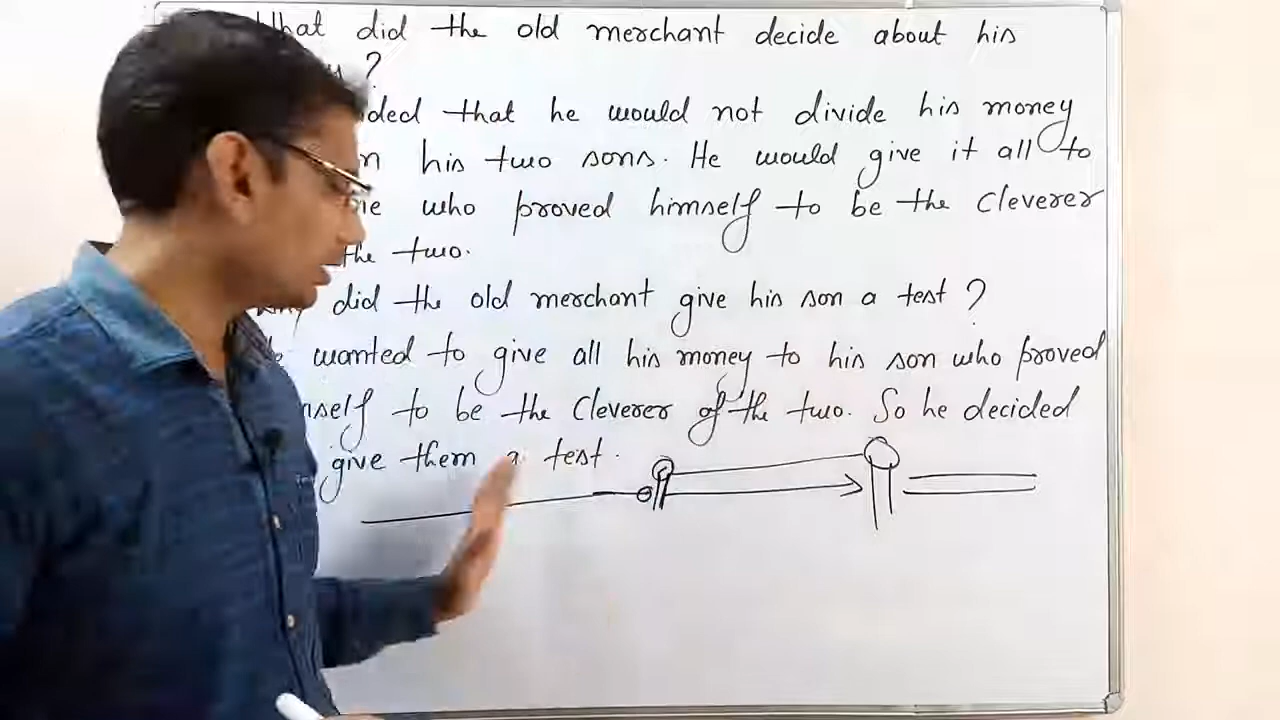 hat did the old merchant decide about his
y ?
ded that he would not divide his money
n his two sons. He would give it all to
ne who proved himself to be the cleverer
the two.
did the old merchant give his son a test ?
wanted to give all his money to his son who proved
mself to be the cleverer of the two. So he decided
give them a test.